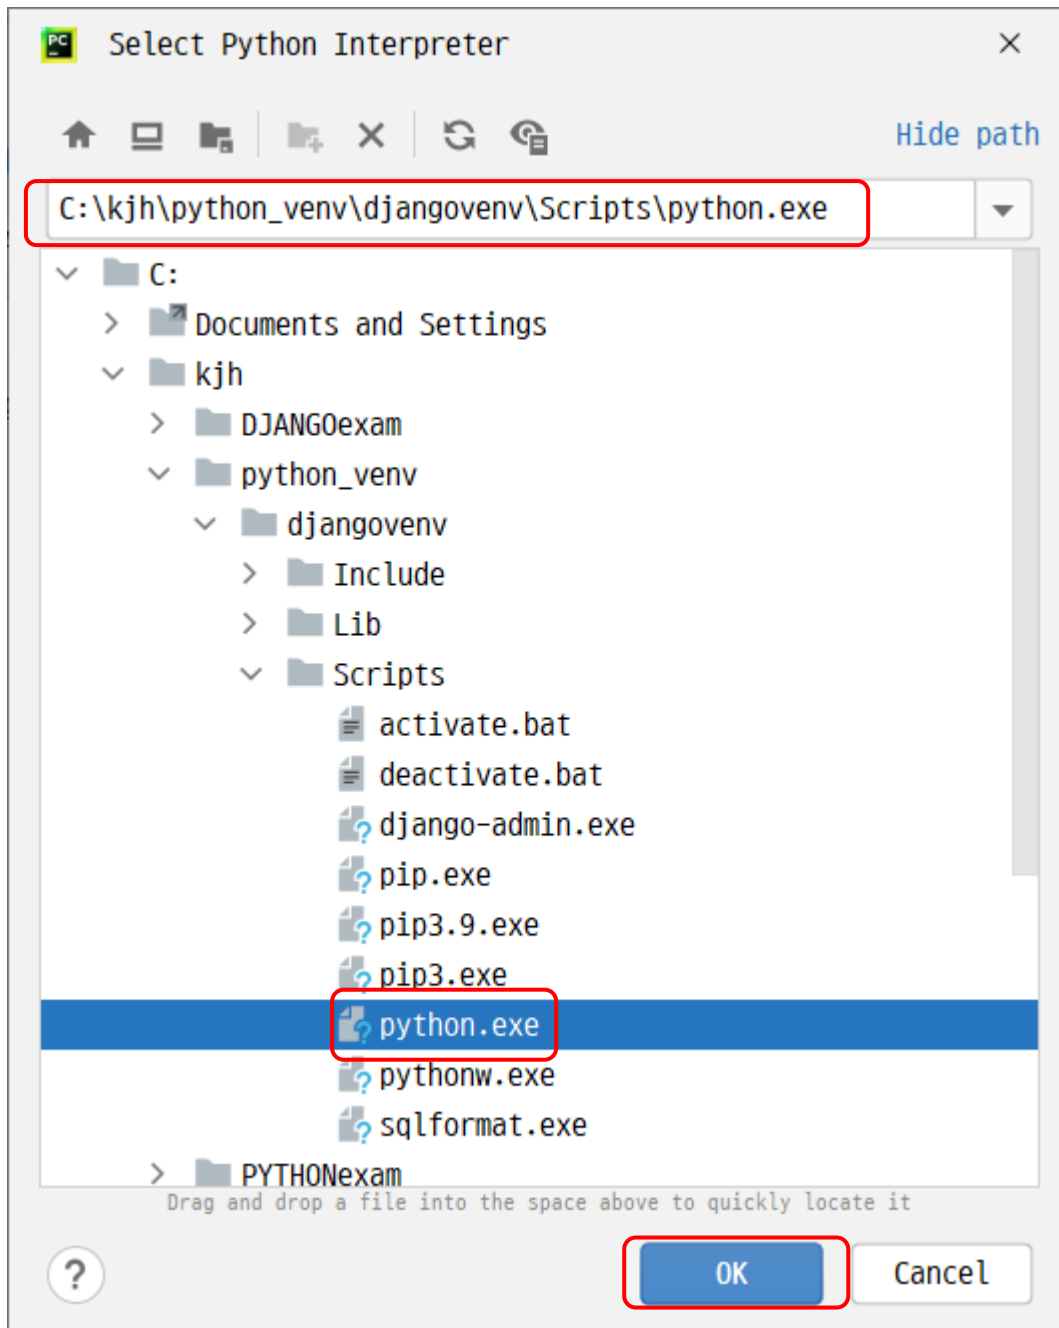 PC
Select Python Interpreter
Hide path
C:\kjh\python_venv\djangovenv\Scripts\python.exe
C:
Documents and Settings
kjh
DJANGOexam
python_venv
djangovenv
Include
Lib
Scripts
activate.bat
deactivate.bat
django-admin.exe
pip.exe
pip3.9.exe
pip3.exe
python.exe
pythonw.exe
sqlformat.exe
PYTHONexam
Drag and drop a file into the space above to quickly locate it
? OK Cancel